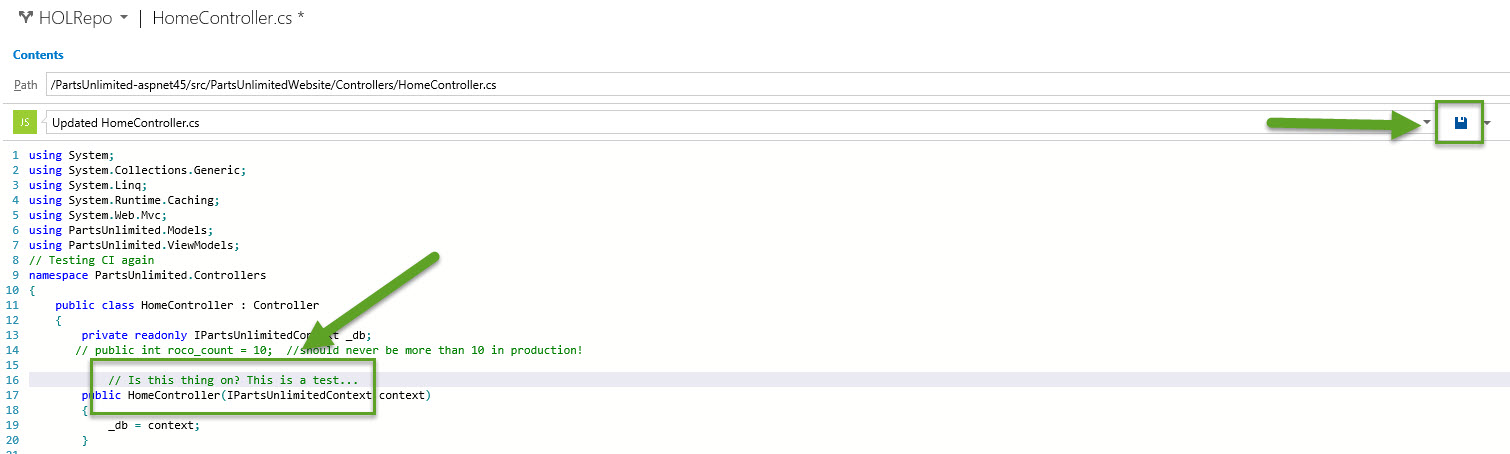 HOLRepo | HomeController.cs *
Contents
Path /PartsUnlimited-aspnet45/src/PartsUnlimitedWebsite/Controllers/HomeController.cs
JS Updated HomeController.cs
1 using System;
2 using System.Collections.Generic;
3 using System.Linq;
4 using System.Runtime.Caching;
5 using System.Web.Mvc;
6 using PartsUnlimited.Models;
7 using PartsUnlimited.ViewModels;
8 // Testing CI again
9 namespace PartsUnlimited.Controllers
10 {
11 public class HomeController : Controller
12 {
13 private readonly IPartsUnlimitedContext _db;
14 // public int roco_count = 10; //should never be more than 10 in production!
15
16 // Is this thing on? This is a test...
17 public HomeController(IPartsUnlimitedContext context)
18 {
19 _db = context;
20 }
21